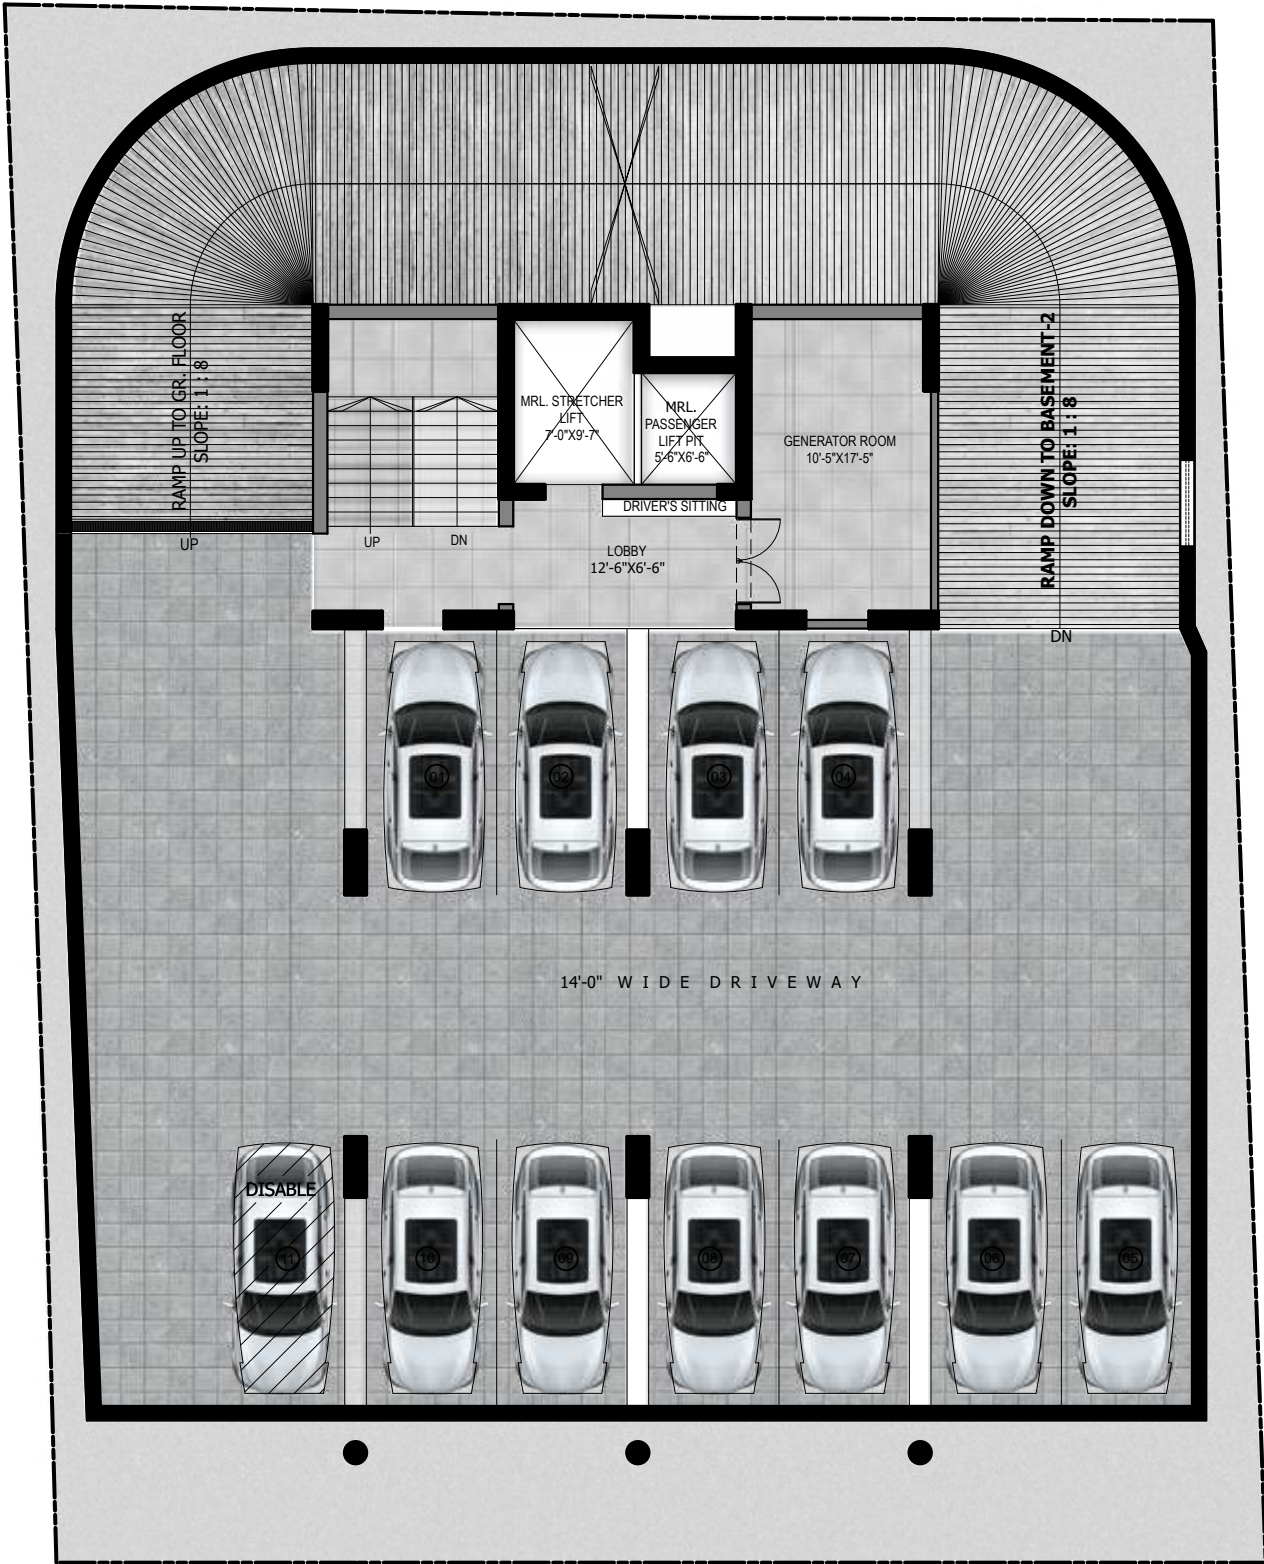 RAMP UP TO GR. FLOOR
SLOPE: 1 : 8
UP
UP
DN
MRL. STRETCHER
LIFT
7'-0"X9'-7"
MRL.
PASSENGER
LIFT PIT
5'-6"X6'-6"
DRIVER'S SITTING
LOBBY
12'-6"X6'-6"
GENERATOR ROOM
10'-5"X17'-5"
RAMP DOWN TO BASEMENT-2
SLOPE: 1 : 8
DN
01
02
03
04
14'-0" WIDE DRIVEWAY
DISABLE
11
10
09
08
07
06
05